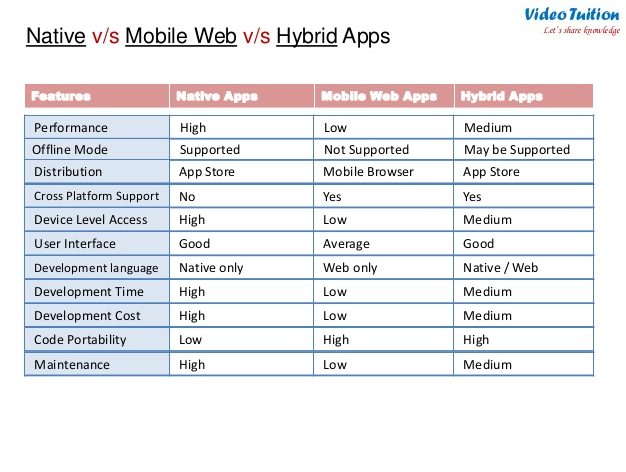 Video Tuition
Let's share knowledge
Native v/s Mobile Web v/s Hybrid Apps
Features Native Apps Mobile Web Apps Hybrid Apps
Performance High Low Medium
Offline Mode Supported Not Supported May be Supported
Distribution App Store Mobile Browser App Store
Cross Platform Support No Yes Yes
Device Level Access High Low Medium
User Interface Good Average Good
Development language Native only Web only Native / Web
Development Time High Low Medium
Development Cost High Low Medium
Code Portability Low High High
Maintenance High Low Medium